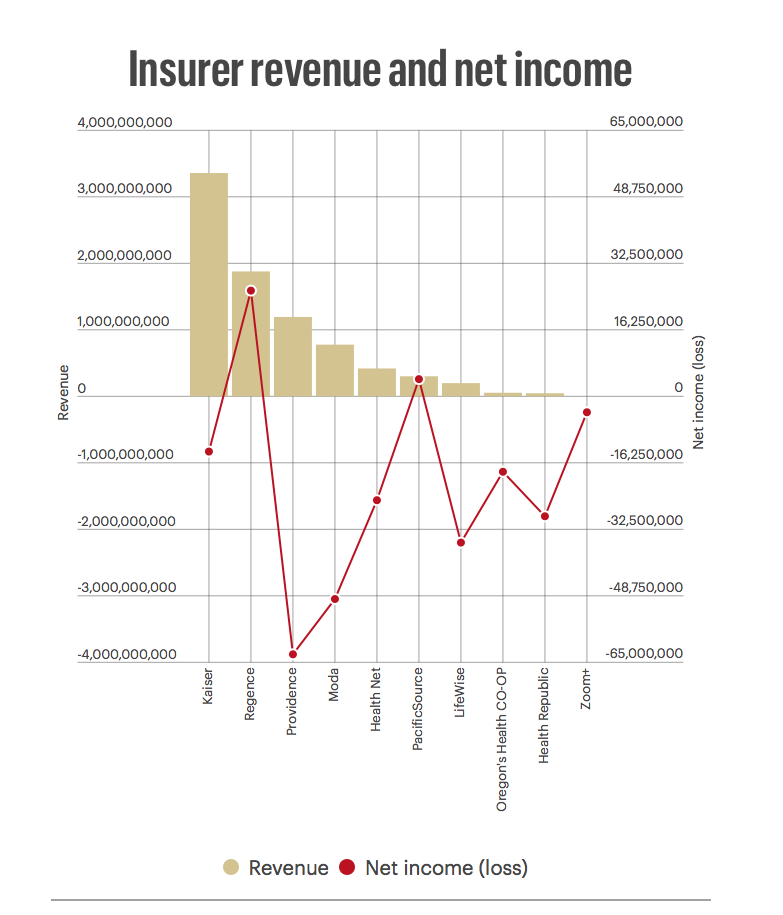 Insurer revenue and net income
4,000,000,000 65,000,000
3,000,000,000 48,750,000
2,000,000,000 32,500,000
1,000,000,000 16,250,000
0 0
-1,000,000,000 -16,250,000
-2,000,000,000 -32,500,000
-3,000,000,000 -48,750,000
-4,000,000,000 -65,000,000
Revenue
Net income (loss)
Kaiser
Regence
Providence
Moda
Health Net
PacificSource
LifeWise
Oregon's Health CO-OP
Health Republic
Zoom+
Revenue Net income (loss)